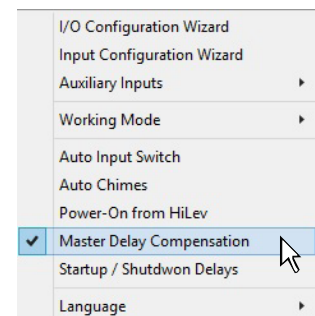 I/O Configuration Wizard
Input Configuration Wizard
Auxiliary Inputs
Working Mode
Auto Input Switch
Auto Chimes
Power-On from HiLev
Master Delay Compensation
Startup / Shutdwon Delays
Language